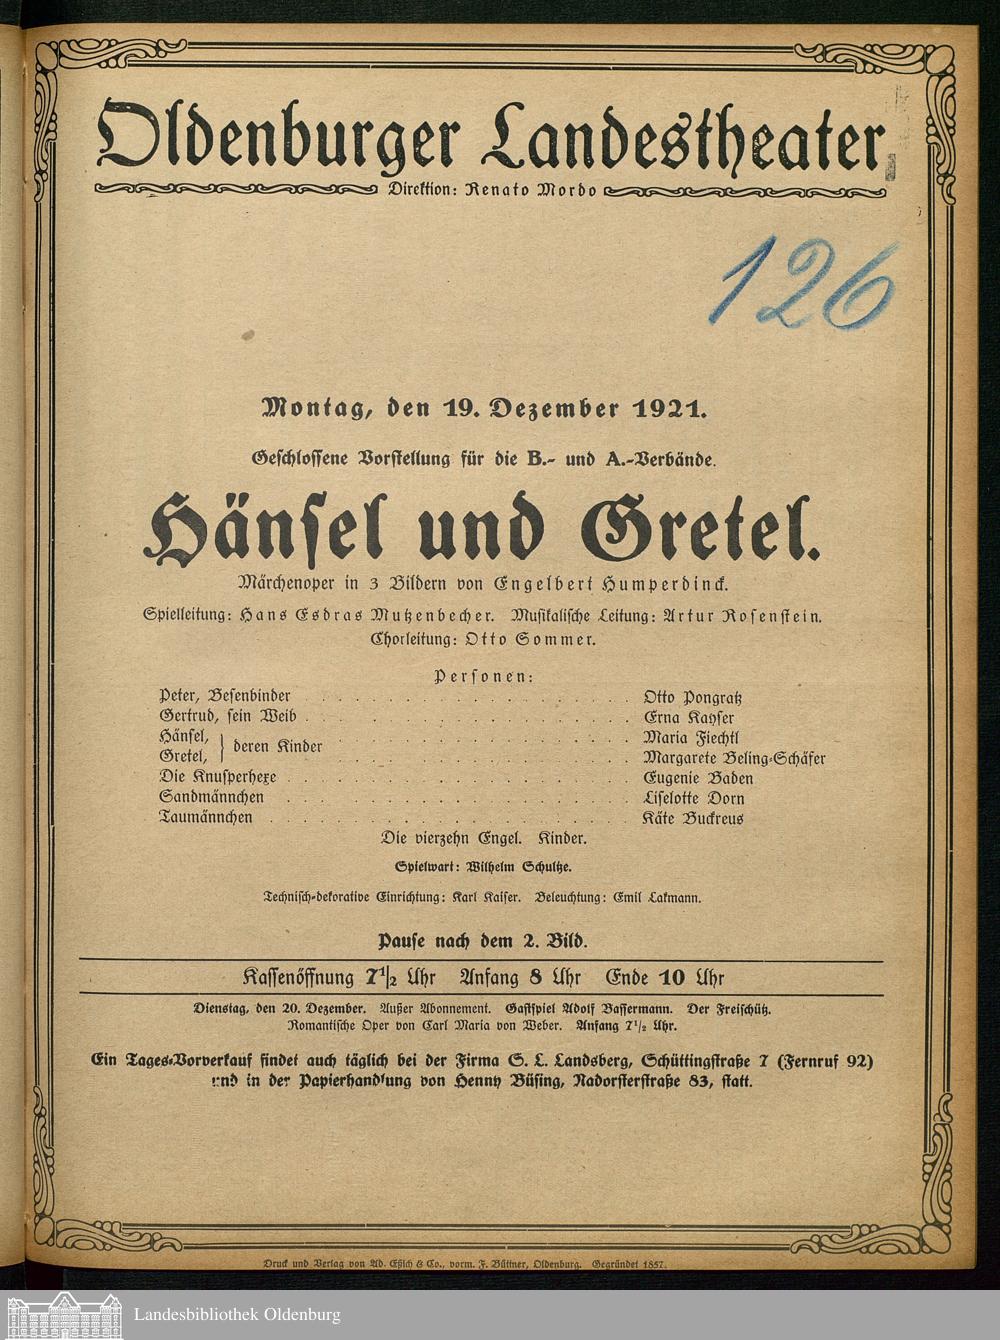 Oldenburger Landestheater
Direktion: Renato Mordo
126
Montag, den 19. Dezember 1921.
Geschlossene Vorstellung für die B.- und A.-Verbände.
Hänsel und Gretel.
Märchenoper in 3 Bildern von Engelbert Humperdinck.
Spielleitung: Hans Esdras Mutzenbecher. Musikalische Leitung: Artur Rosenstein.
Chorleitung: Otto Sommer.
Personen:
Peter, Besenbinder . . . . . . . . . . . . . . . . Otto Pongratz
Gertrud, sein Weib . . . . . . . . . . . . . . . . Erna Kayser
Hänsel, } deren Kinder . . . . . . . . . . . . . . Maria Fiechtl
Gretel, } . . . . . . . . . . . . . . Margarete Beling-Schäfer
Die Knusperhexe . . . . . . . . . . . . . . . . . Eugenie Baden
Sandmännchen . . . . . . . . . . . . . . . . . Liselotte Dorn
Taumännchen . . . . . . . . . . . . . . . . . . Käte Buckreus
Die vierzehn Engel. Kinder.
Spielwart: Wilhelm Schultze.
Technisch-dekorative Einrichtung: Karl Kaiser. Beleuchtung: Emil Lakmann.
Pause nach dem 2. Bild.
Kassenöffnung 7 1/2 Uhr Anfang 8 Uhr Ende 10 Uhr
Dienstag, den 20. Dezember. Außer Abonnement. Gastspiel Adolf Bassermann. Der Freischütz.
Romantische Oper von Carl Maria von Weber. Anfang 7 1/2 Uhr.
Ein Tages-Vorverkauf findet auch täglich bei der Firma S. L. Landsberg, Schüttingstraße 7 (Fernruf 92)
und in der Papierhandlung von Henny Büsing, Nadorsterstraße 83, statt.
Druck und Verlag von Ad. Eßich & Co., vorm. F. Büttner, Oldenburg. Gegründet 1857.
Landesbibliothek Oldenburg